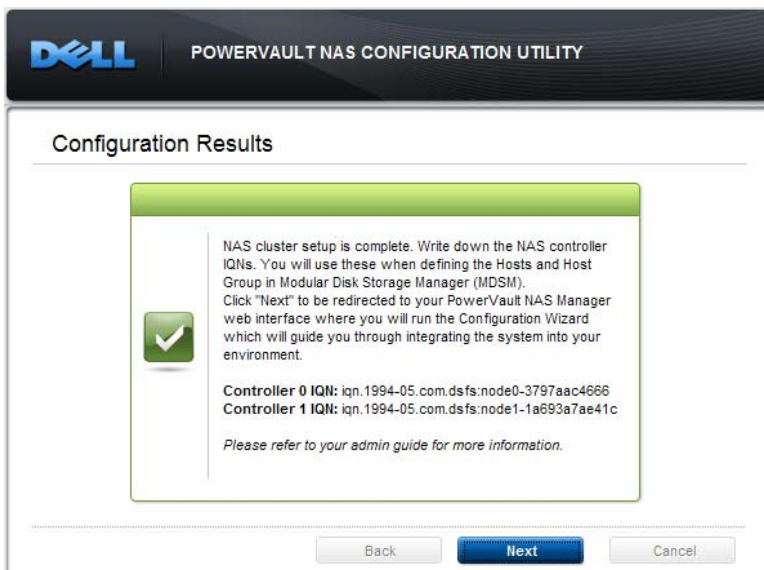 DELL
POWERVAULT NAS CONFIGURATION UTILITY
Configuration Results
NAS cluster setup is complete. Write down the NAS controller
IQNs. You will use these when defining the Hosts and Host
Group in Modular Disk Storage Manager (MDSM).
Click "Next" to be redirected to your PowerVault NAS Manager
web interface where you will run the Configuration Wizard
which will guide you through integrating the system into your
environment.
Controller 0 IQN: iqn.1994-05.com.dsfs:node0-3797aac4666
Controller 1 IQN: iqn.1994-05.com.dsfs:node1-1a693a7ae41c
Please refer to your admin guide for more information.
Back
Next
Cancel